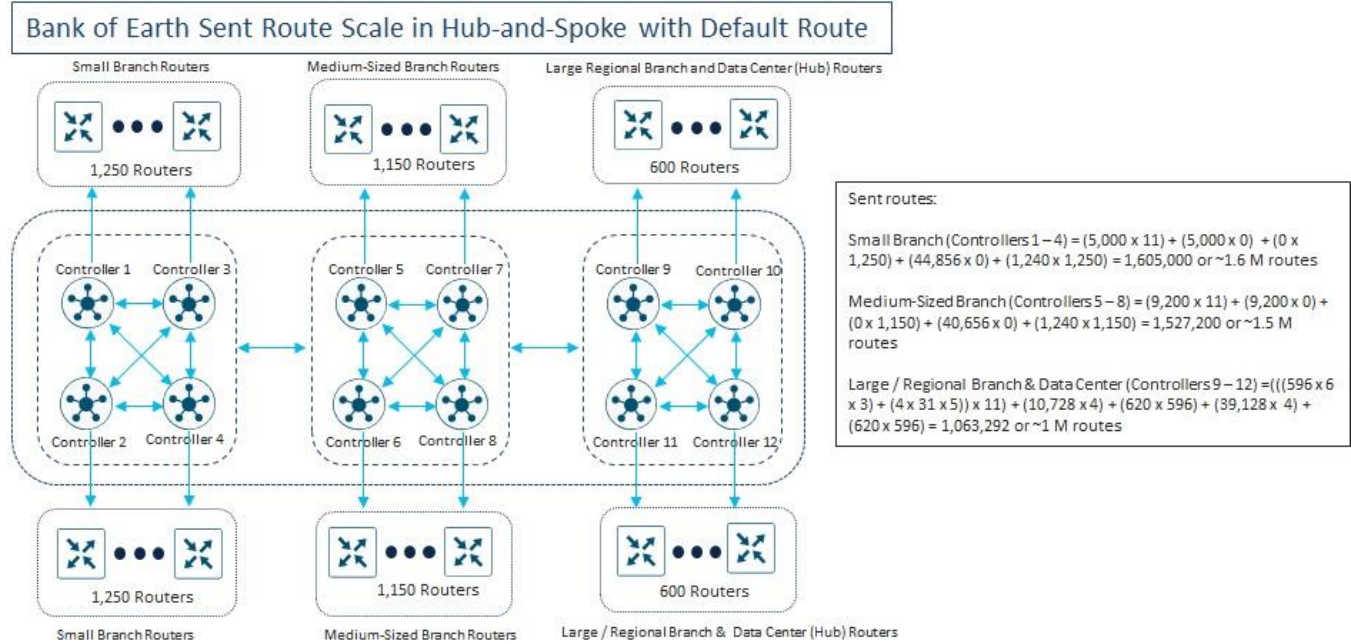 Bank of Earth Sent Route Scale in Hub-and-Spoke with Default Route
Small Branch Routers
Medium-Sized Branch Routers
Large Regional Branch and Data Center (Hub) Routers
1,250 Routers
1,150 Routers
600 Routers
Controller 1
Controller 3
Controller 5
Controller 7
Controller 9
Controller 10
Controller 2
Controller 4
Controller 6
Controller 8
Controller 11
Controller 12
1,250 Routers
1,150 Routers
600 Routers
Small Branch Routers
Medium-Sized Branch Routers
Large / Regional Branch & Data Center (Hub) Routers
Sent routes:
Small Branch (Controllers 1 – 4) = (5,000 x 11) + (5,000 x 0) + (0 x
1,250) + (44,856 x 0) + (1,240 x 1,250) = 1,605,000 or ~1.6 M routes
Medium-Sized Branch (Controllers 5 – 8) = (9,200 x 11) + (9,200 x 0) +
(0 x 1,150) + (40,656 x 0) + (1,240 x 1,150) = 1,527,200 or ~1.5 M
routes
Large / Regional Branch & Data Center (Controllers 9 – 12) =(((596 x 6
x 3) + (4 x 31 x 5)) x 11) + (10,728 x 4) + (620 x 596) + (39,128 x 4) +
(620 x 596) = 1,063,292 or ~1 M routes